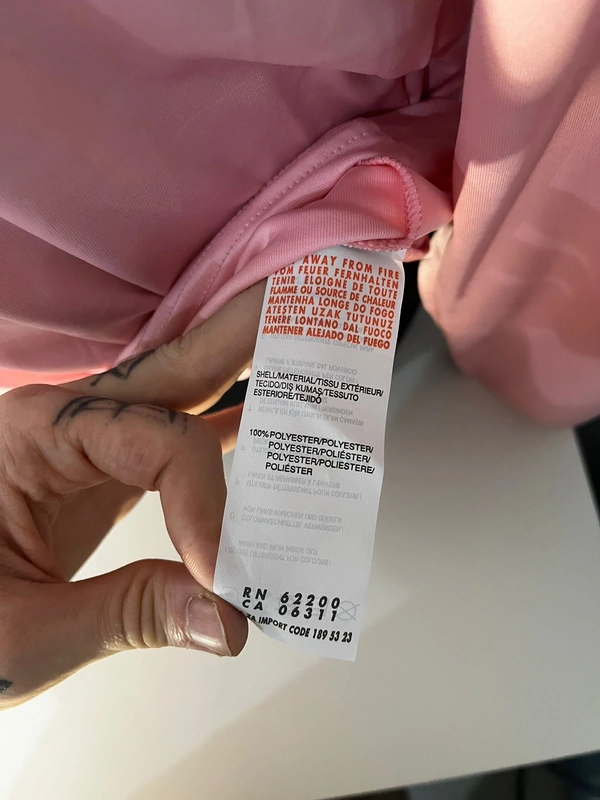 AWAY FROM FIRE
VOM FEUER FERNHALTEN
TENIR ÉLOIGNE DE TOUTE
FLAMME OU SOURCE DE CHALEUR
MANTENHA LONGE DO FOGO
ATEŞTEN UZAK TUTUNUZ
TENERE LONTANO DAL FUOCO
MANTENER ALEJADO DEL FUEGO
SHELL/MATERIAL/TISSU EXTÉRIEUR/
TECIDO/DIŞ KUMAŞ/TESSUTO
ESTERIORE/TEJIDO
100% POLYESTER/POLYESTER/
POLYESTER/POLIÉSTER/
POLYESTER/POLIESTERE/
POLIÉSTER
RN 62200
CA 06311
IMPORT CODE 189 53 23